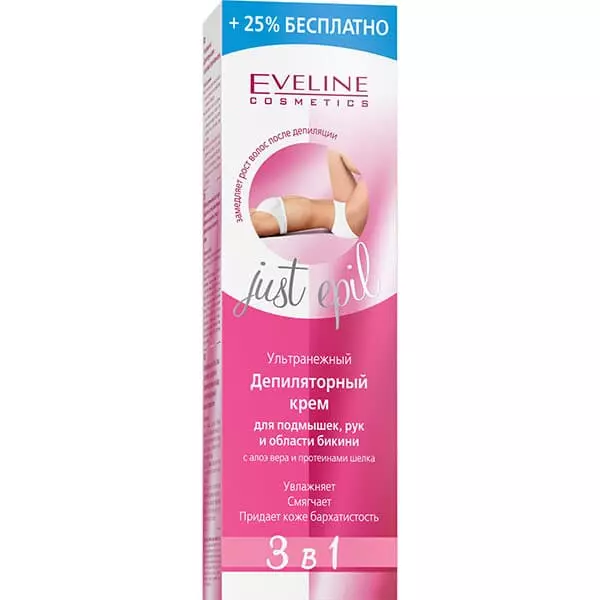 + 25% БЕСПЛАТНО
EVELINE
COSMETICS
замедляет рост волос после депиляции
just epil
Ультранежный
Депиляторный
крем
для подмышек, рук
и области бикини
с алоэ вера и протеинами шелка
Увлажняет
Смягчает
Придает коже бархатистость
3 в 1